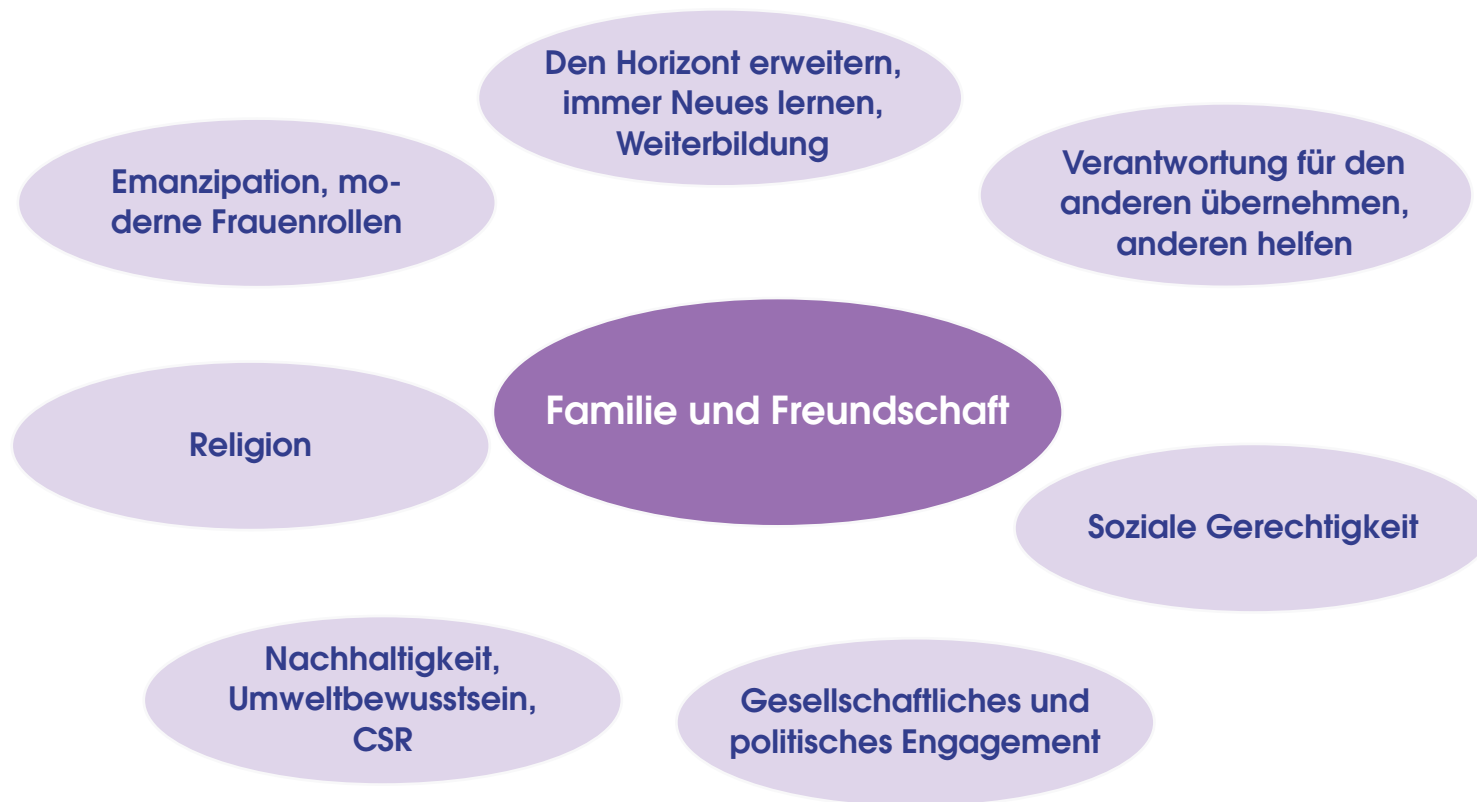 Den Horizont erweitern,
immer Neues lernen,
Weiterbildung
Emanzipation, mo-
derne Frauenrollen
Verantwortung für den
anderen übernehmen,
anderen helfen
Familie und Freundschaft
Religion
Soziale Gerechtigkeit
Nachhaltigkeit,
Umweltbewusstsein,
CSR
Gesellschaftliches und
politisches Engagement